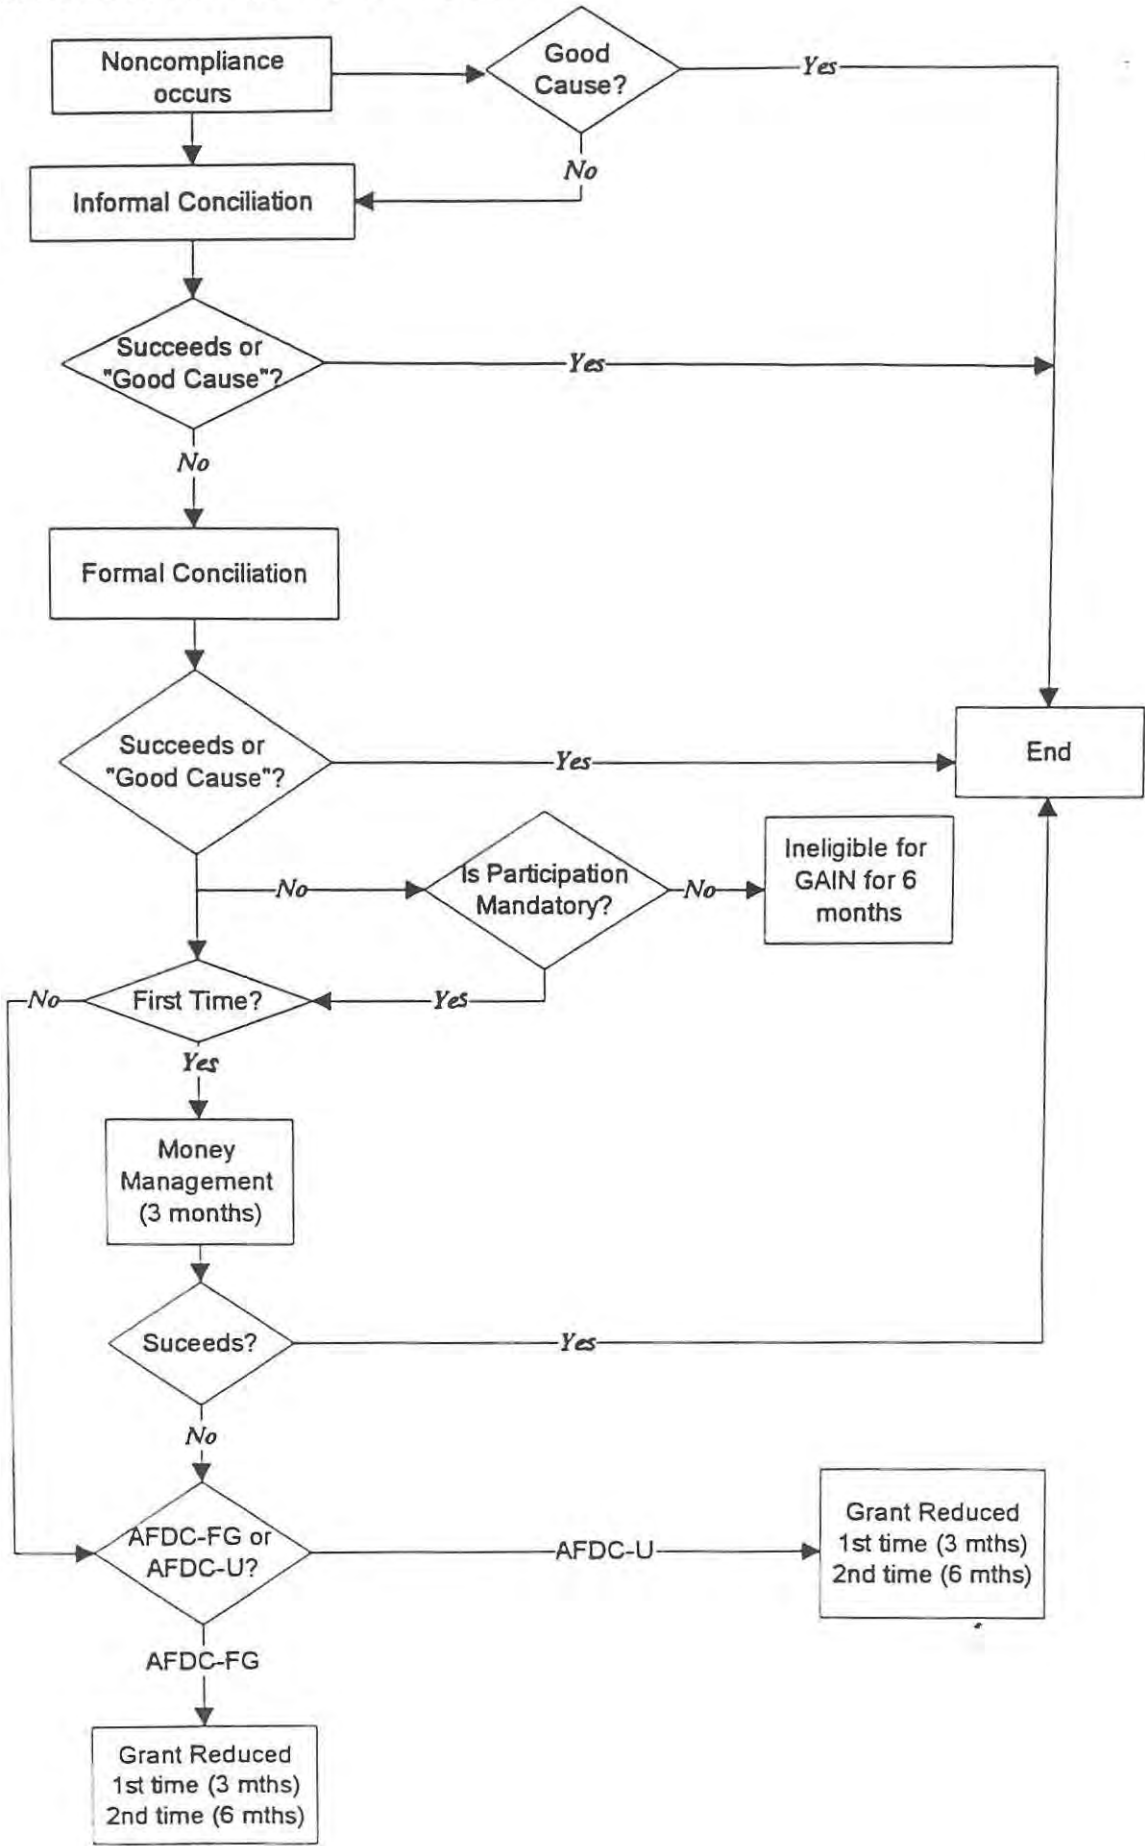 Noncompliance
occurs
Good
Cause?
Yes
No
Informal Conciliation
Succeeds or
"Good Cause"?
Yes
No
Formal Conciliation
Succeeds or
"Good Cause"?
Yes
End
No
Is Participation
Mandatory?
No
Ineligible for
GAIN for 6
months
No
First Time?
Yes
Yes
Money
Management
(3 months)
Suceeds?
Yes
No
AFDC-FG or
AFDC-U?
AFDC-U
Grant Reduced
1st time (3 mths)
2nd time (6 mths)
AFDC-FG
Grant Reduced
1st time (3 mths)
2nd time (6 mths)